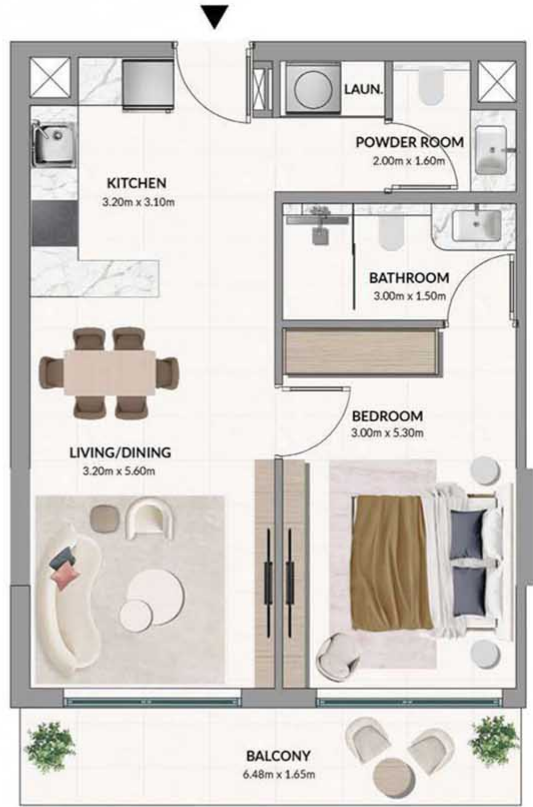 LAUN.
POWDER ROOM
2.00m x 1.60m
KITCHEN
3.20m x 3.10m
BATHROOM
3.00m x 1.50m
BEDROOM
3.00m x 5.30m
LIVING/DINING
3.20m x 5.60m
BALCONY
6.48m x 1.65m